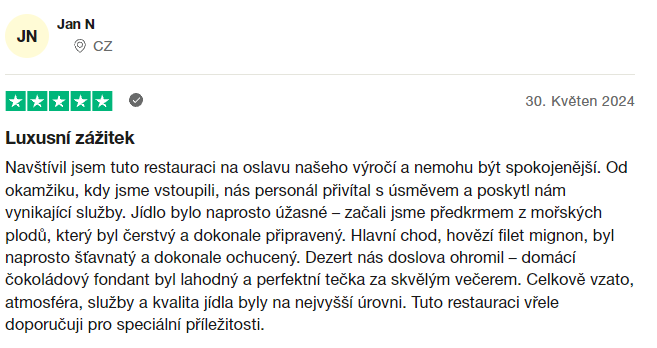 JN
Jan N
CZ
30. Květen 2024
Luxusní zážitek
Navštívil jsem tuto restauraci na oslavu našeho výročí a nemohu být spokojenější. Od
okamžiku, kdy jsme vstoupili, nás personál přivítal s úsměvem a poskytl nám
vynikající služby. Jídlo bylo naprosto úžasné – začali jsme předkrmem z mořských
plodů, který byl čerstvý a dokonale připravený. Hlavní chod, hovězí filet mignon, byl
naprosto šťavnatý a dokonale ochucený. Dezert nás doslova ohromil – domácí
čokoládový fondant byl lahodný a perfektní tečka za skvělým večerem. Celkově vzato,
atmosféra, služby a kvalita jídla byly na nejvyšší úrovni. Tuto restauraci vřele
doporučuji pro speciální příležitosti.